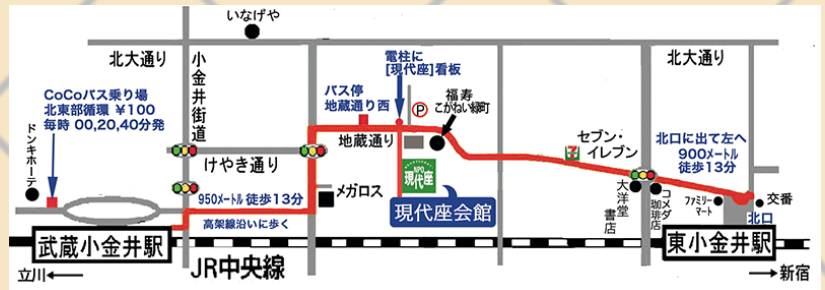 いなげや
北大通り
小金井街道
電柱に
[現代座]看板
北大通り
CoCoバス乗り場
北東部循環 ¥100
毎時 00,20,40分発
バス停
地蔵通り西
P
福寿
こがねい緑町
ドンキホーテ
けやき通り
地蔵通り
セブン・
イレブン
7
北口に出て左へ
900メートル
徒歩13分
NPO
現代座
950メートル 徒歩13分
メガロス
現代座会館
高架線沿いに歩く
大洋堂
書店
コメダ
珈琲店
ファミリー
マート
交番
北口
武蔵小金井駅
東小金井駅
立川
JR中央線
新宿